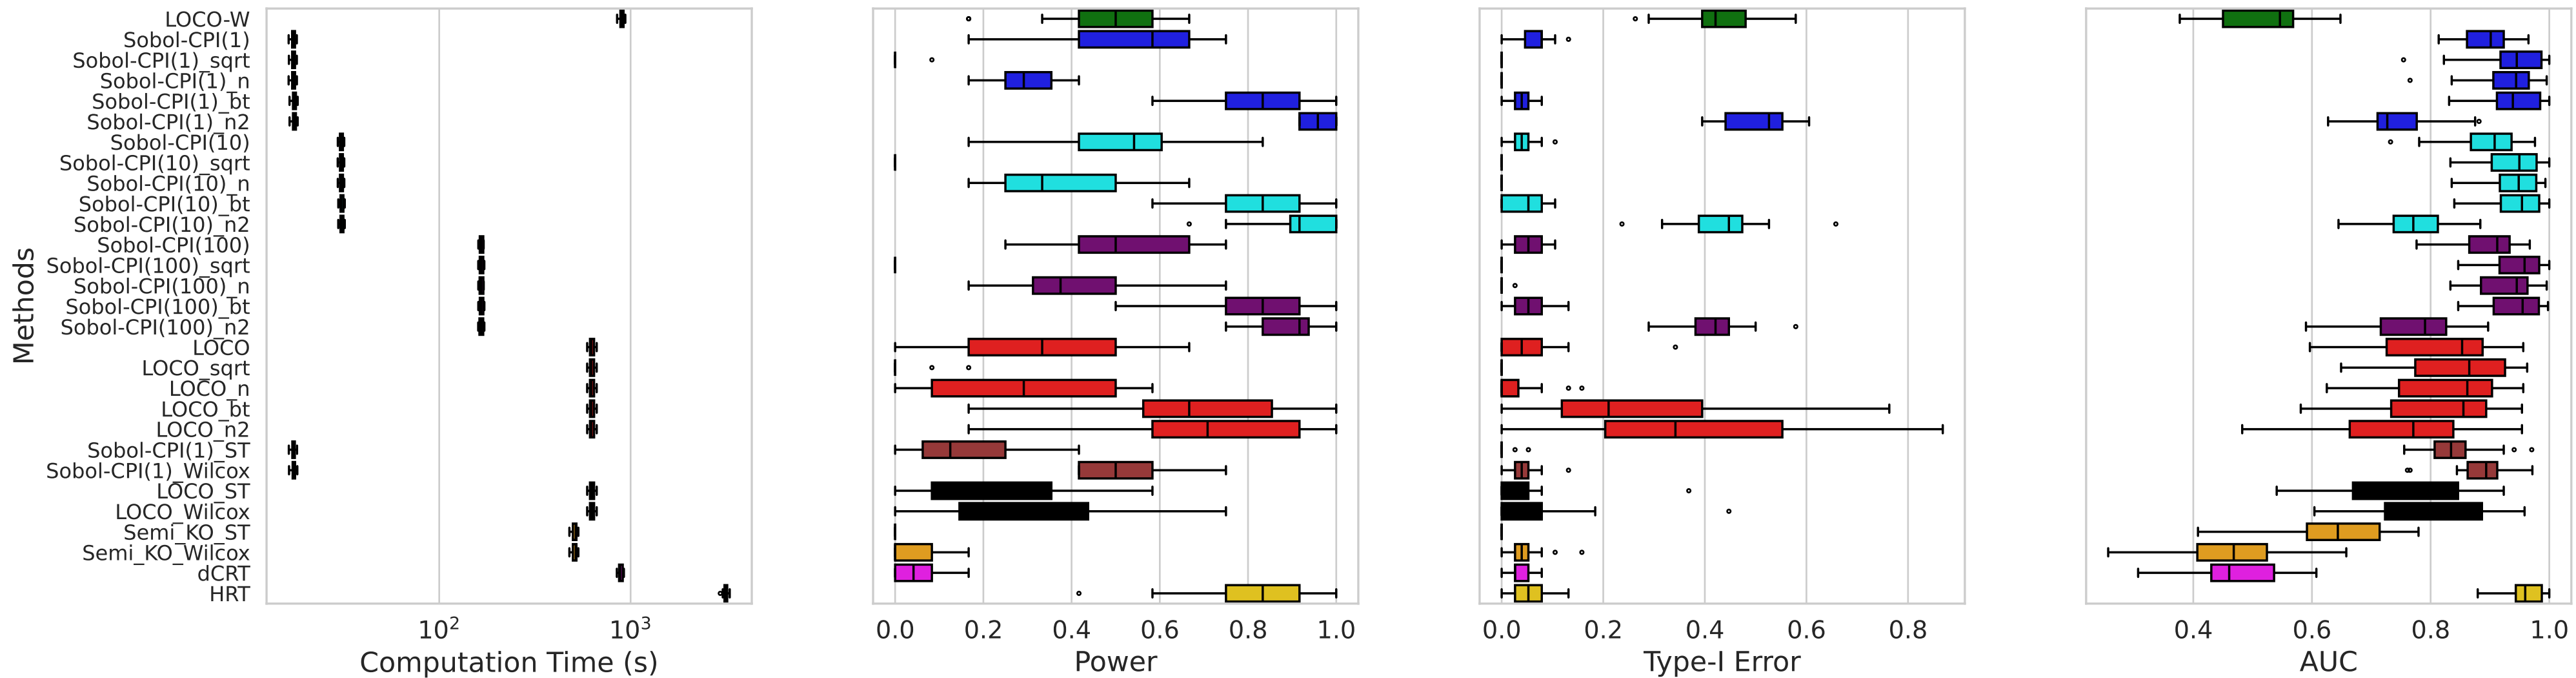 Methods
LOCO-W
Sobol-CPI(1)
Sobol-CPI(1)_sqrt
Sobol-CPI(1)_n
Sobol-CPI(1)_bt
Sobol-CPI(1)_n2
Sobol-CPI(10)
Sobol-CPI(10)_sqrt
Sobol-CPI(10)_n
Sobol-CPI(10)_bt
Sobol-CPI(10)_n2
Sobol-CPI(100)
Sobol-CPI(100)_sqrt
Sobol-CPI(100)_n
Sobol-CPI(100)_bt
Sobol-CPI(100)_n2
LOCO
LOCO_sqrt
LOCO_n
LOCO_bt
LOCO_n2
Sobol-CPI(1)_ST
Sobol-CPI(1)_Wilcox
LOCO_ST
LOCO_Wilcox
Semi_KO_ST
Semi_KO_Wilcox
dCRT
HRT
10² 10³
Computation Time (s)
0.0 0.2 0.4 0.6 0.8 1.0
Power
0.0 0.2 0.4 0.6 0.8
Type-I Error
0.4 0.6 0.8 1.0
AUC